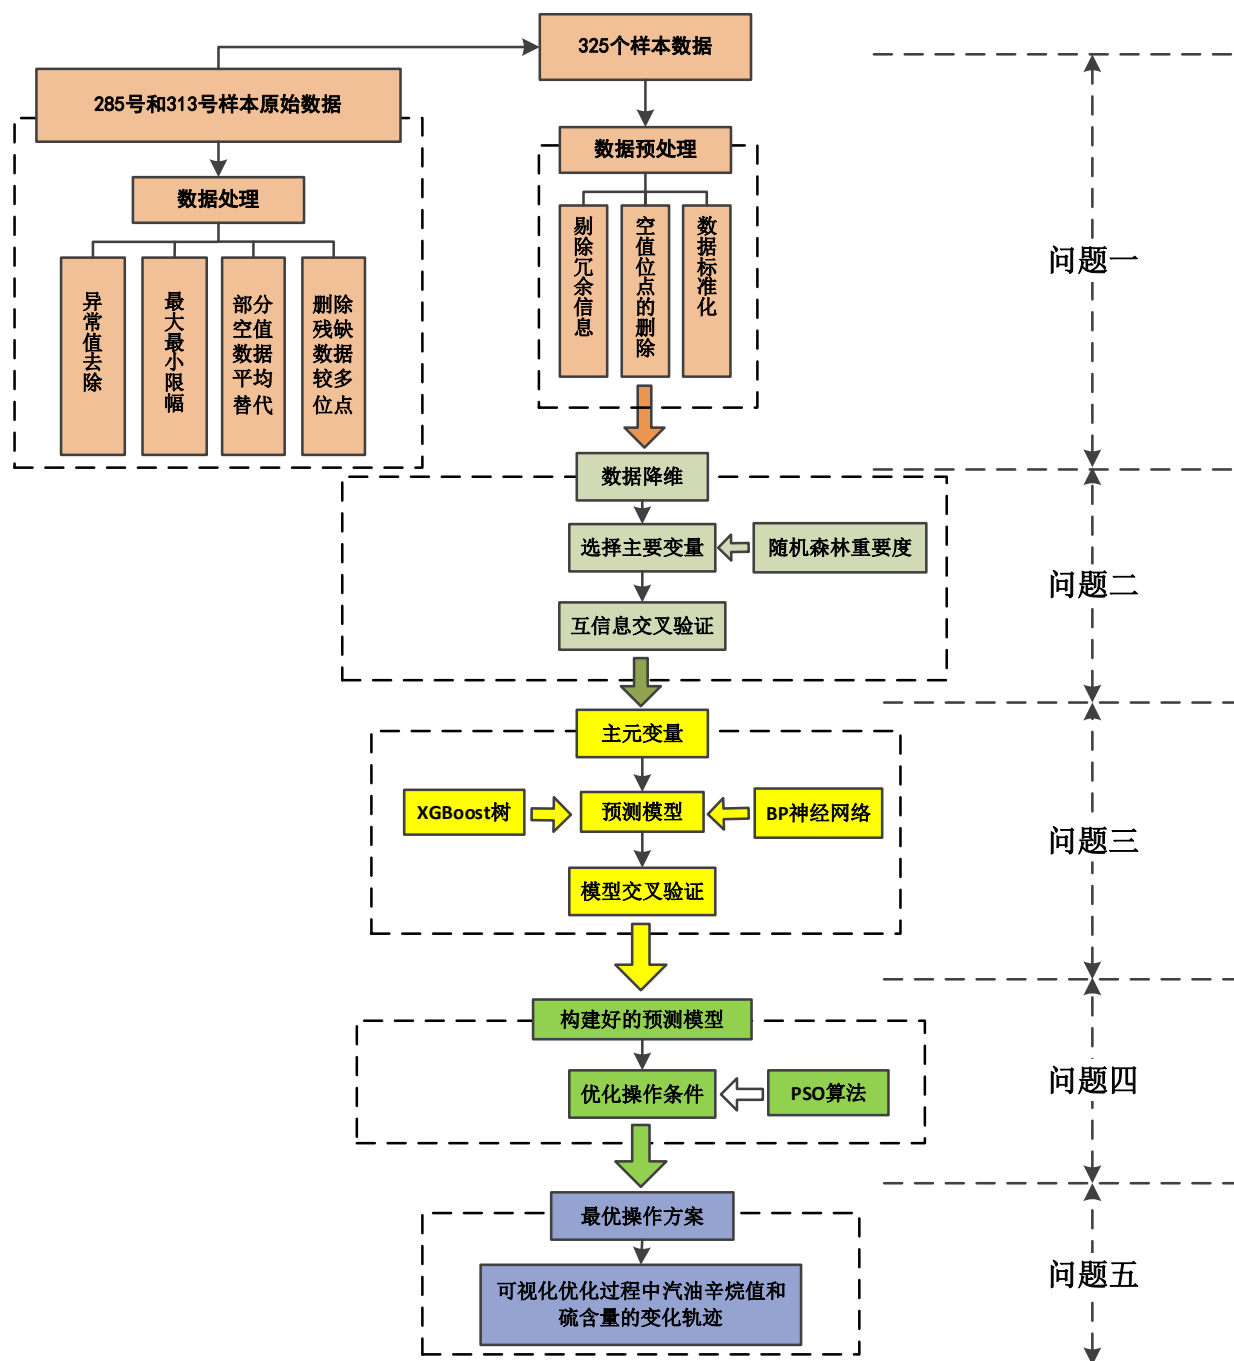 325个样本数据
285号和313号样本原始数据
数据处理
异常值去除
最大最小限幅
部分
空值
数据
平均
替代
删除
残缺
数据
较多
位点
数据预处理
剔除冗余信息
空值位点的删除
数据标准化
问题一
数据降维
选择主要变量
随机森林重要度
互信息交叉验证
问题二
主元变量
XGBoost树
预测模型
BP神经网络
模型交叉验证
问题三
构建好的预测模型
优化操作条件
PSO算法
问题四
最优操作方案
可视化优化过程中汽油辛烷值和
硫含量的变化轨迹
问题五